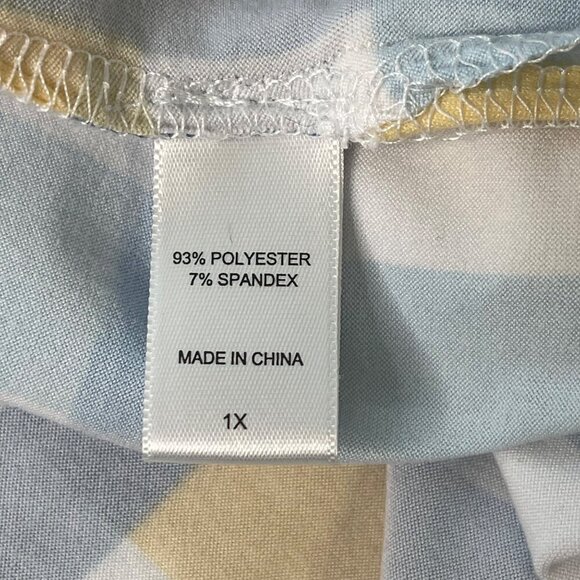 93% POLYESTER
7% SPANDEX
MADE IN CHINA
1X